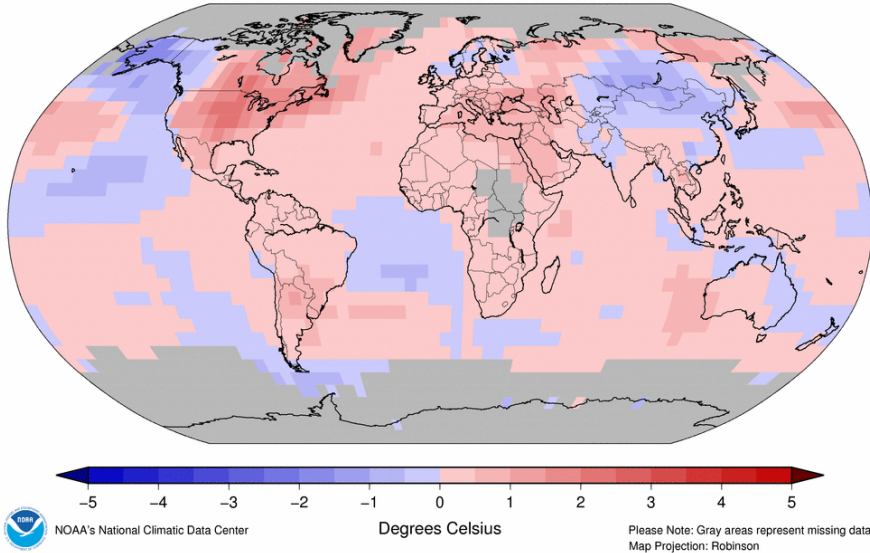 −5 −4 −3 −2 −1 0 1 2 3 4 5
NOAA
NOAA's National Climatic Data Center
Degrees Celsius
Please Note: Gray areas represent missing data
Map Projection: Robinson